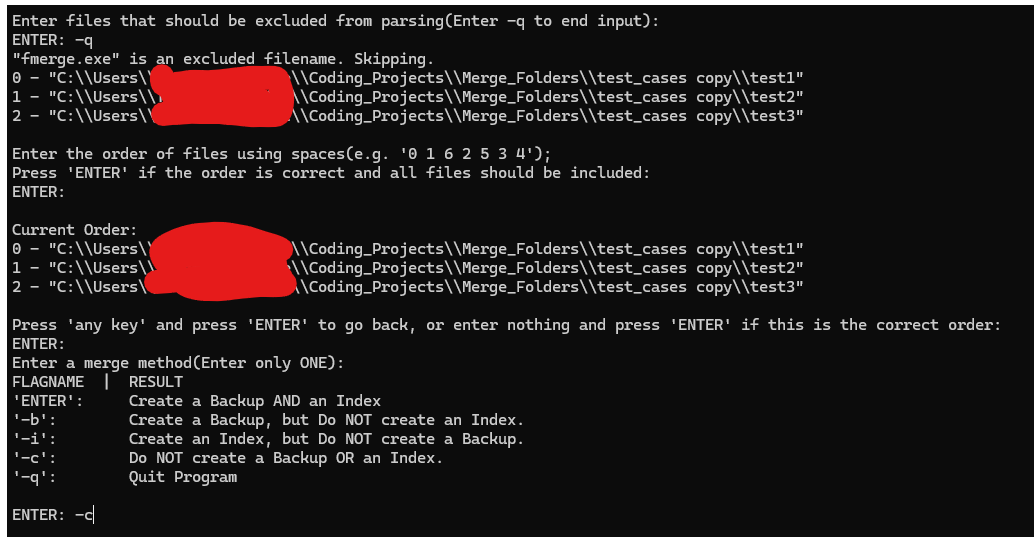 Enter files that should be excluded from parsing(Enter -q to end input):
ENTER: -q
"fmerge.exe" is an excluded filename. Skipping.
0 - "C:\\Users\ \\Coding_Projects\\Merge_Folders\\test_cases copy\\test1"
1 - "C:\\Users\ \\Coding_Projects\\Merge_Folders\\test_cases copy\\test2"
2 - "C:\\Users\\ \\Coding_Projects\\Merge_Folders\\test_cases copy\\test3"
Enter the order of files using spaces(e.g. '0 1 6 2 5 3 4');
Press 'ENTER' if the order is correct and all files should be included:
ENTER:
Current Order:
0 - "C:\\Users\ \\Coding_Projects\\Merge_Folders\\test_cases copy\\test1"
1 - "C:\\Users\\ \\Coding_Projects\\Merge_Folders\\test_cases copy\\test2"
2 - "C:\\Users\ \\Coding_Projects\\Merge_Folders\\test_cases copy\\test3"
Press 'any key' and press 'ENTER' to go back, or enter nothing and press 'ENTER' if this is the correct order:
ENTER:
Enter a merge method(Enter only ONE):
FLAGNAME | RESULT
'ENTER': Create a Backup AND an Index
'-b': Create a Backup, but Do NOT create an Index.
'-i': Create an Index, but Do NOT create a Backup.
'-c': Do NOT create a Backup OR an Index.
'-q': Quit Program
ENTER: -c